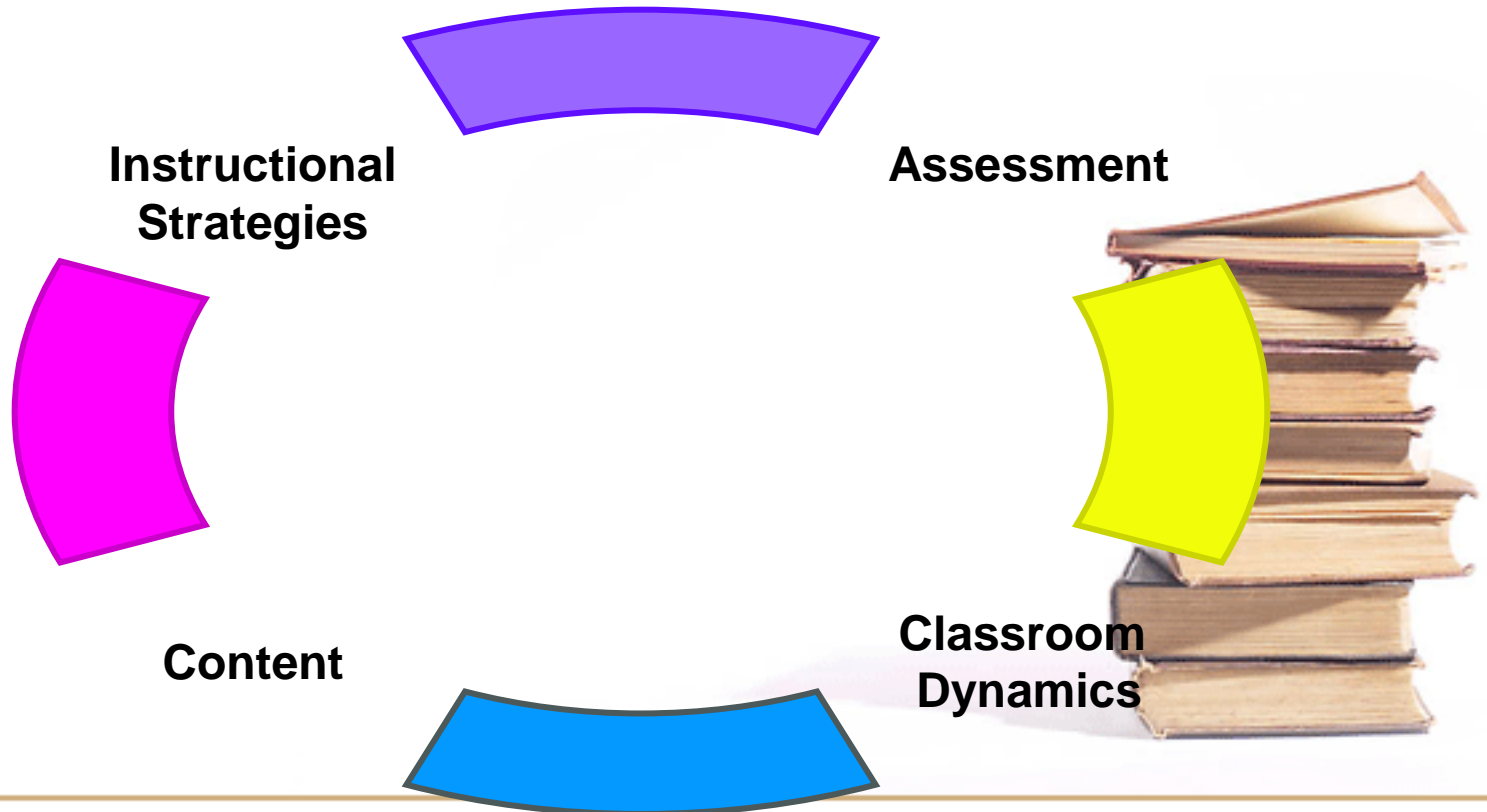 Instructional
Strategies
Assessment
Content
Classroom
Dynamics